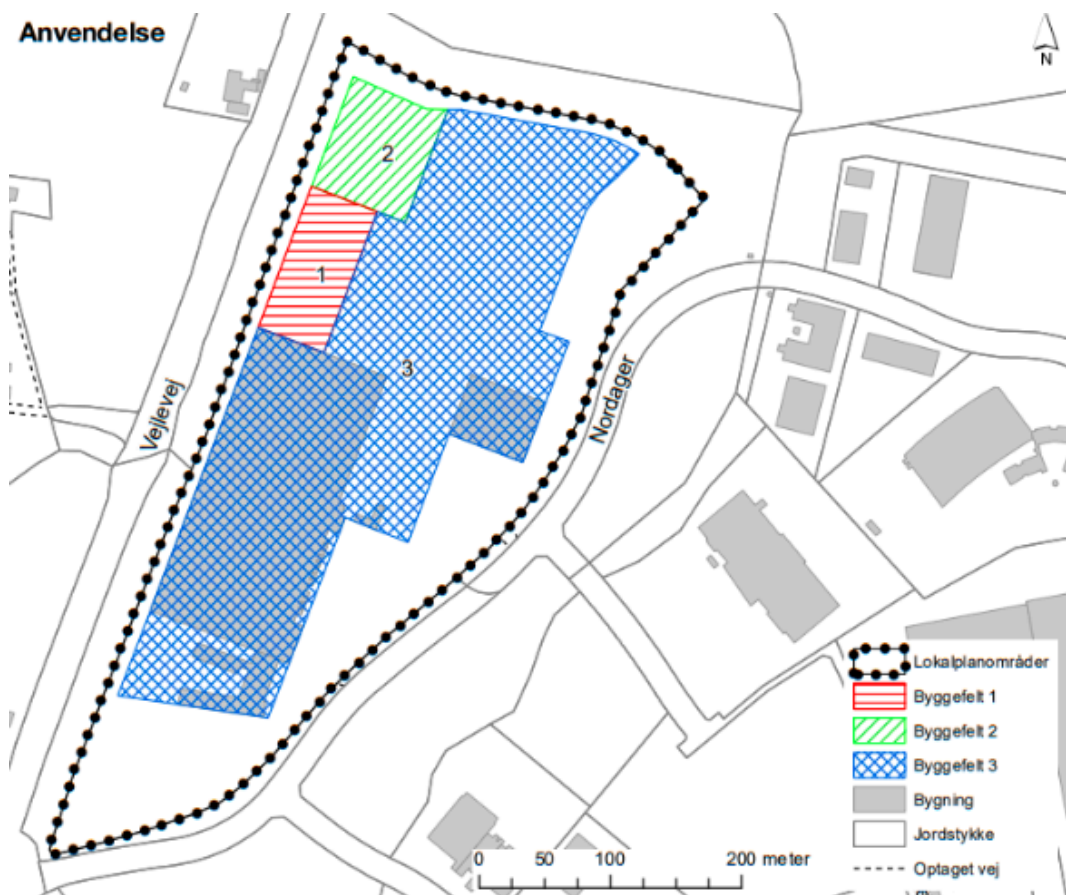 Anvendelse
N
2
1
3
Vejlevej
Nordager
Lokalplanområder
Byggefelt 1
Byggefelt 2
Byggefelt 3
Bygning
Jordstykke
Optaget vej
0 50 100 200 meter